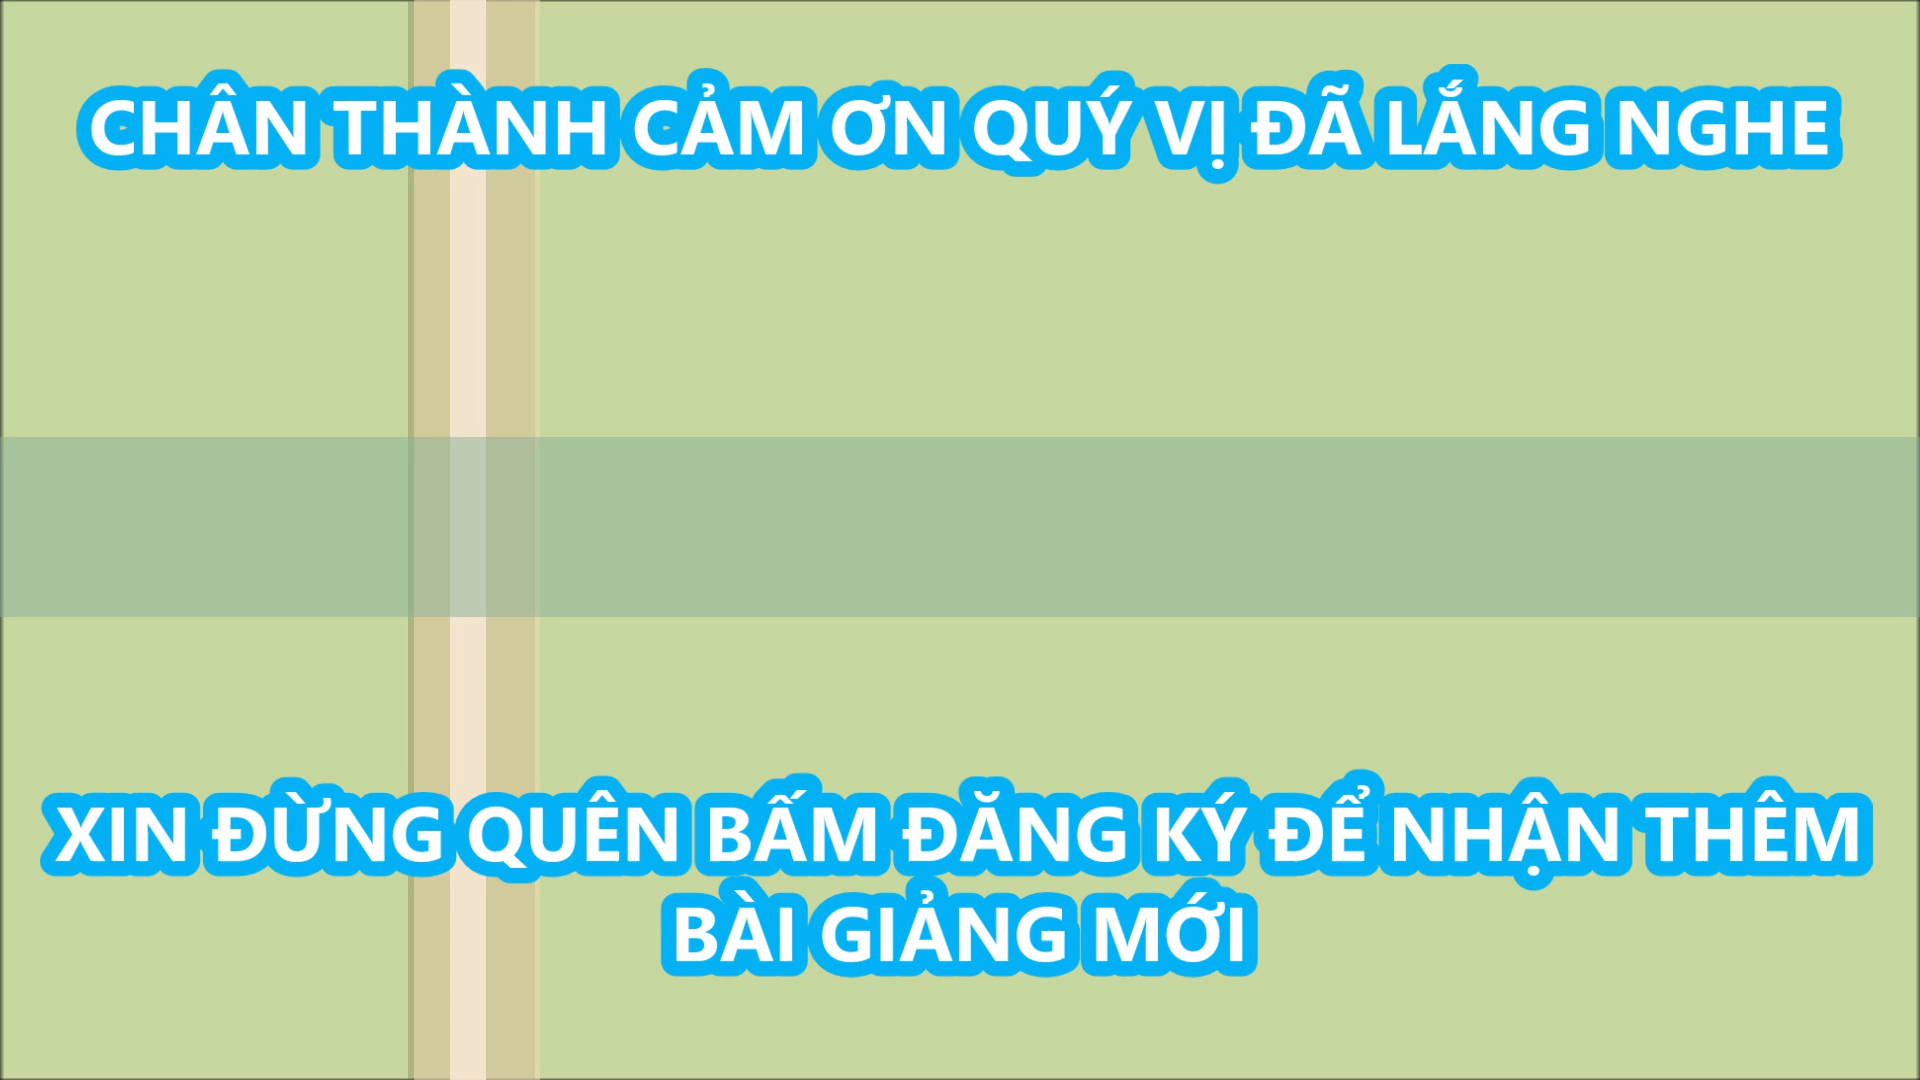 CHÂN THÀNH CẢM ƠN QUÝ VỊ ĐÃ LẮNG NGHE
XIN ĐỪNG QUÊN BẤM ĐĂNG KÝ ĐỂ NHẬN THÊM
BÀI GIẢNG MỚI